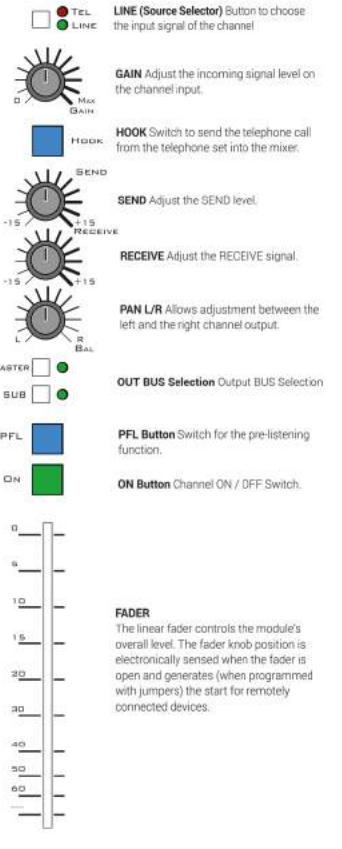 TEL
LINE
LINE (Source Selector) Button to choose
the input signal of the channel
GAIN Adjust the incoming signal level on
the channel input.
0
MAX
GAIN
HOOK
HOOK Switch to send the telephone call
from the telephone set into the mixer.
SEND
SEND Adjust the SEND level.
-15
+15
RECEIVE
RECEIVE Adjust the RECEIVE signal.
-15
+15
PAN L/R Allows adjustment between the
left and the right channel output.
L
R
BAL
ASTER
SUB
OUT BUS Selection Output BUS Selection
PFL
PFL Button Switch for the pre-listening
function.
ON
ON Button Channel ON / OFF Switch.
0
5
10
15
20
30
40
50
60
FADER
The linear fader controls the module's
overall level. The fader knob position is
electronically sensed when the fader is
open and generates (when programmed
with jumpers) the start for remotely
connected devices.